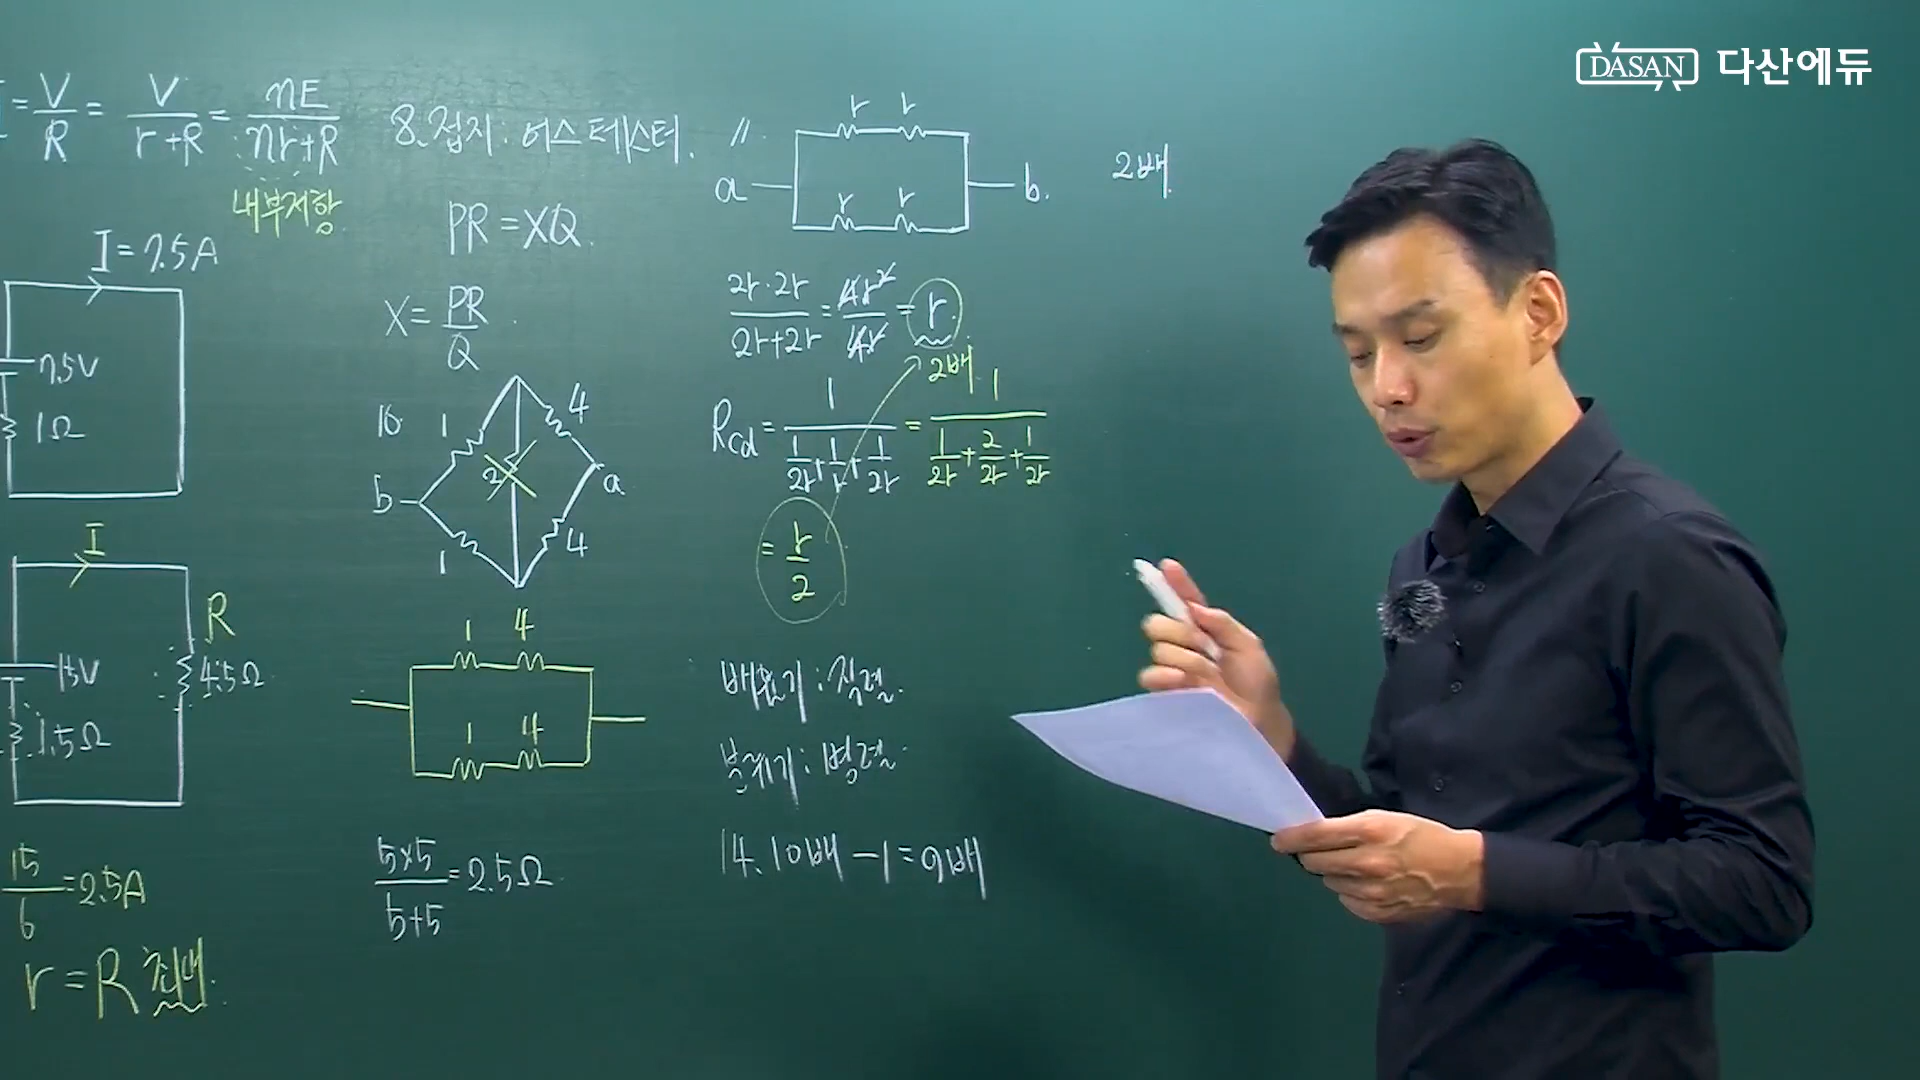 DASAN 다산에듀
= V/R = V/(r+R) = nE/(nr+R)
내부저항
I = 7.5A
7.5V
1Ω
I
R
15V
4.5Ω
1.5Ω
15/6 = 2.5A
r = R 최대
8. 접지 : 어스테스터.
PR = XQ.
X = PR/Q
10
1 4
b 2 a
1 4
1 4
1 4
(5×5)/(5+5) = 2.5Ω
11.
r r
a b.
r r
2배
(2r·2r)/(2r+2r) = 4r²/4r = r.
2배
Rcd = 1/(1/2r + 1/r + 1/2r) = 1/(1/2r + 2/2r + 1/2r)
= r/2
배율기 : 직렬.
분류기 : 병렬.
14. 10배 - 1 = 9배